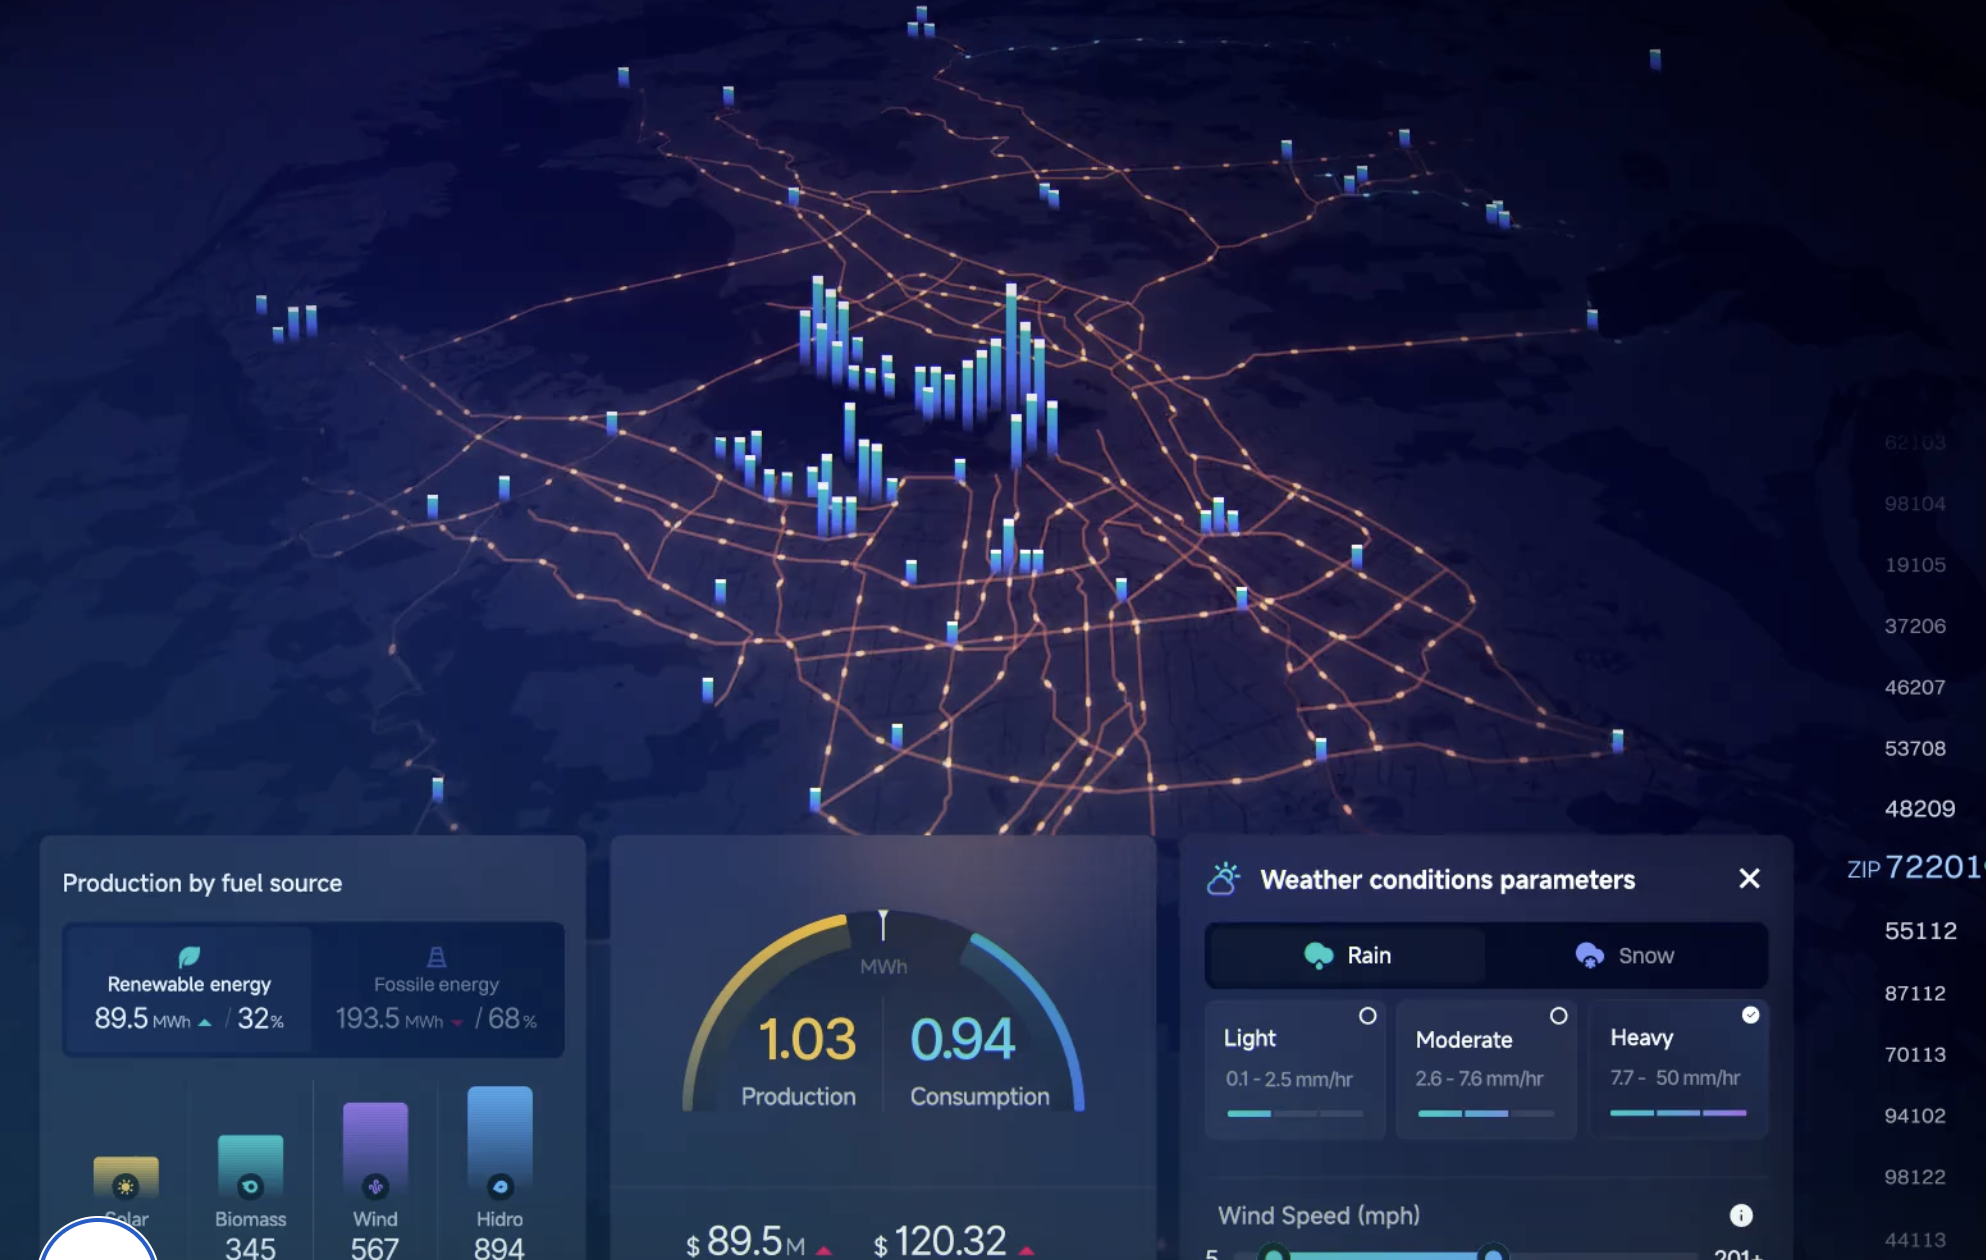 62103
98104
19105
37206
46207
53708
48209
ZIP 72201
55112
87112
70113
94102
98122
44113
Production by fuel source
Renewable energy
89.5 MWh / 32%
Fossile energy
193.5 MWh / 68%
Solar
Biomass
345
Wind
567
Hidro
894
MWh
1.03
Production
0.94
Consumption
$ 89.5 M
$ 120.32
Weather conditions parameters
Rain
Snow
Light
0.1 - 2.5 mm/hr
Moderate
2.6 - 7.6 mm/hr
Heavy
7.7 - 50 mm/hr
Wind Speed (mph)
5
201+